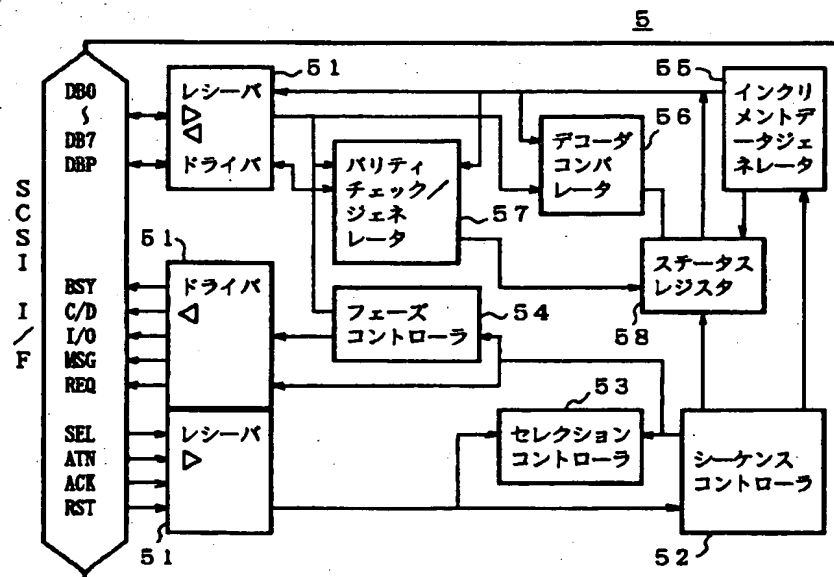 5
SCSI I/F
DB0
〜
DB7
DBP
BSY
C/D
I/O
MSG
REQ
SEL
ATN
ACK
RST
51
レシーバ
ドライバ
51
ドライバ
レシーバ
51
パリティ
チェック/
ジェネ
レータ
57
フェーズ
コントローラ
54
デコーダ
コンパ
レータ
56
55
インクリ
メントデ
ータジェ
ネレータ
ステータス
レジスタ
58
53
セレクション
コントローラ
シーケンス
コントローラ
52